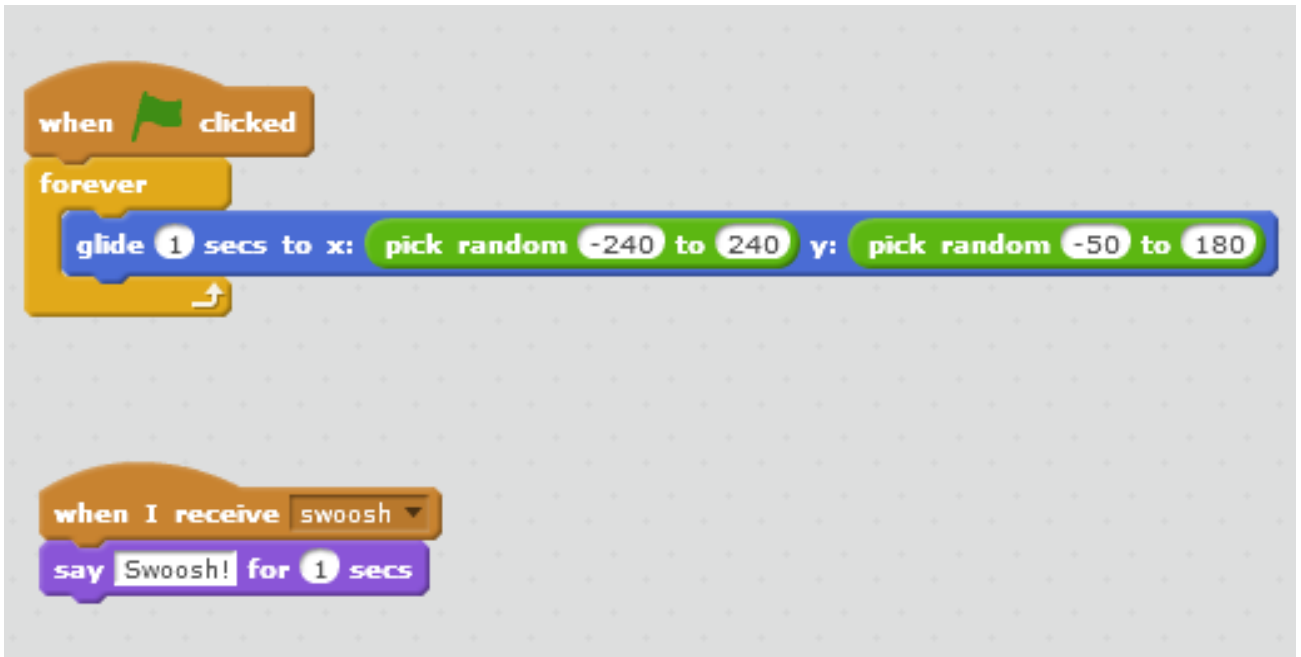 when clicked
forever
glide 1 secs to x: pick random -240 to 240 y: pick random -50 to 180
when I receive swoosh
say Swoosh! for 1 secs